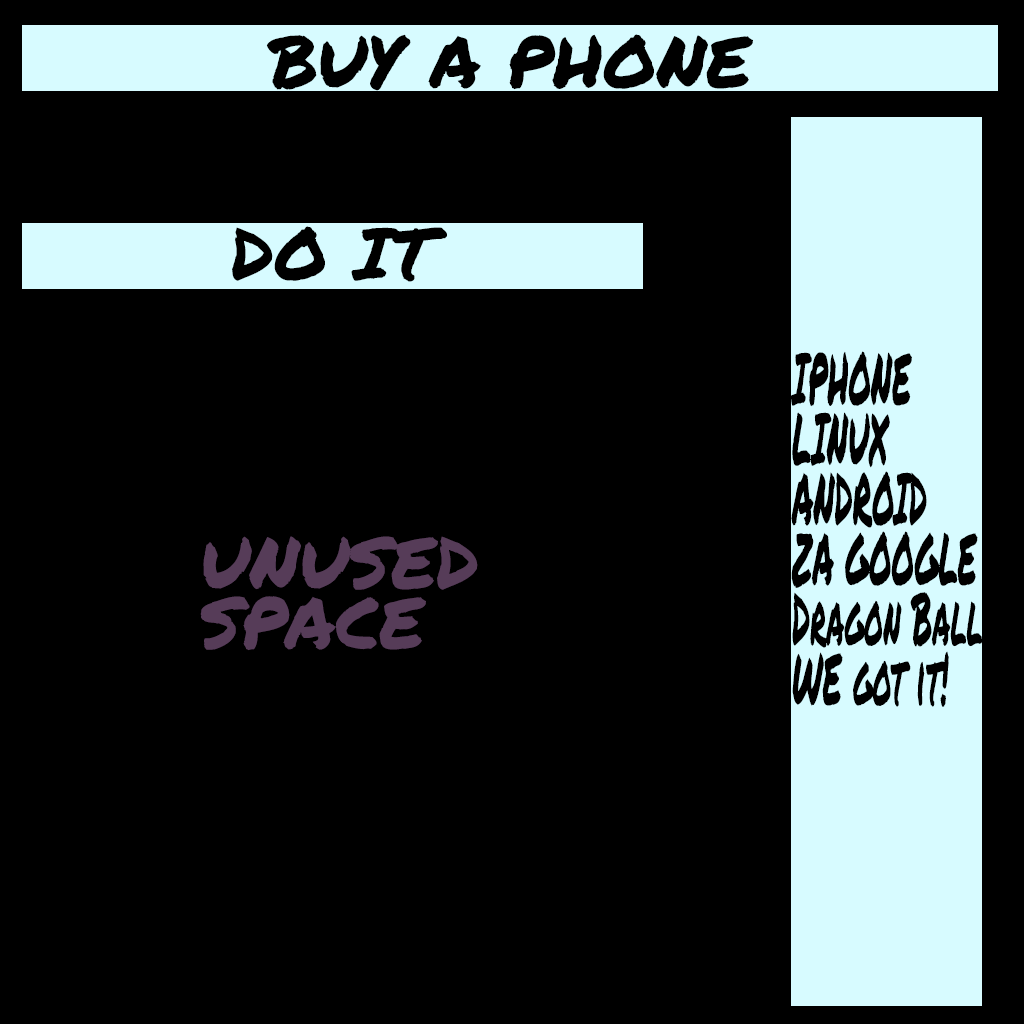 BUY A PHONE
DO IT
IPHONE
LINUX
ANDROID
ZA GOOGLE
DRAGON BALL
WE GOT IT!
UNUSED
SPACE